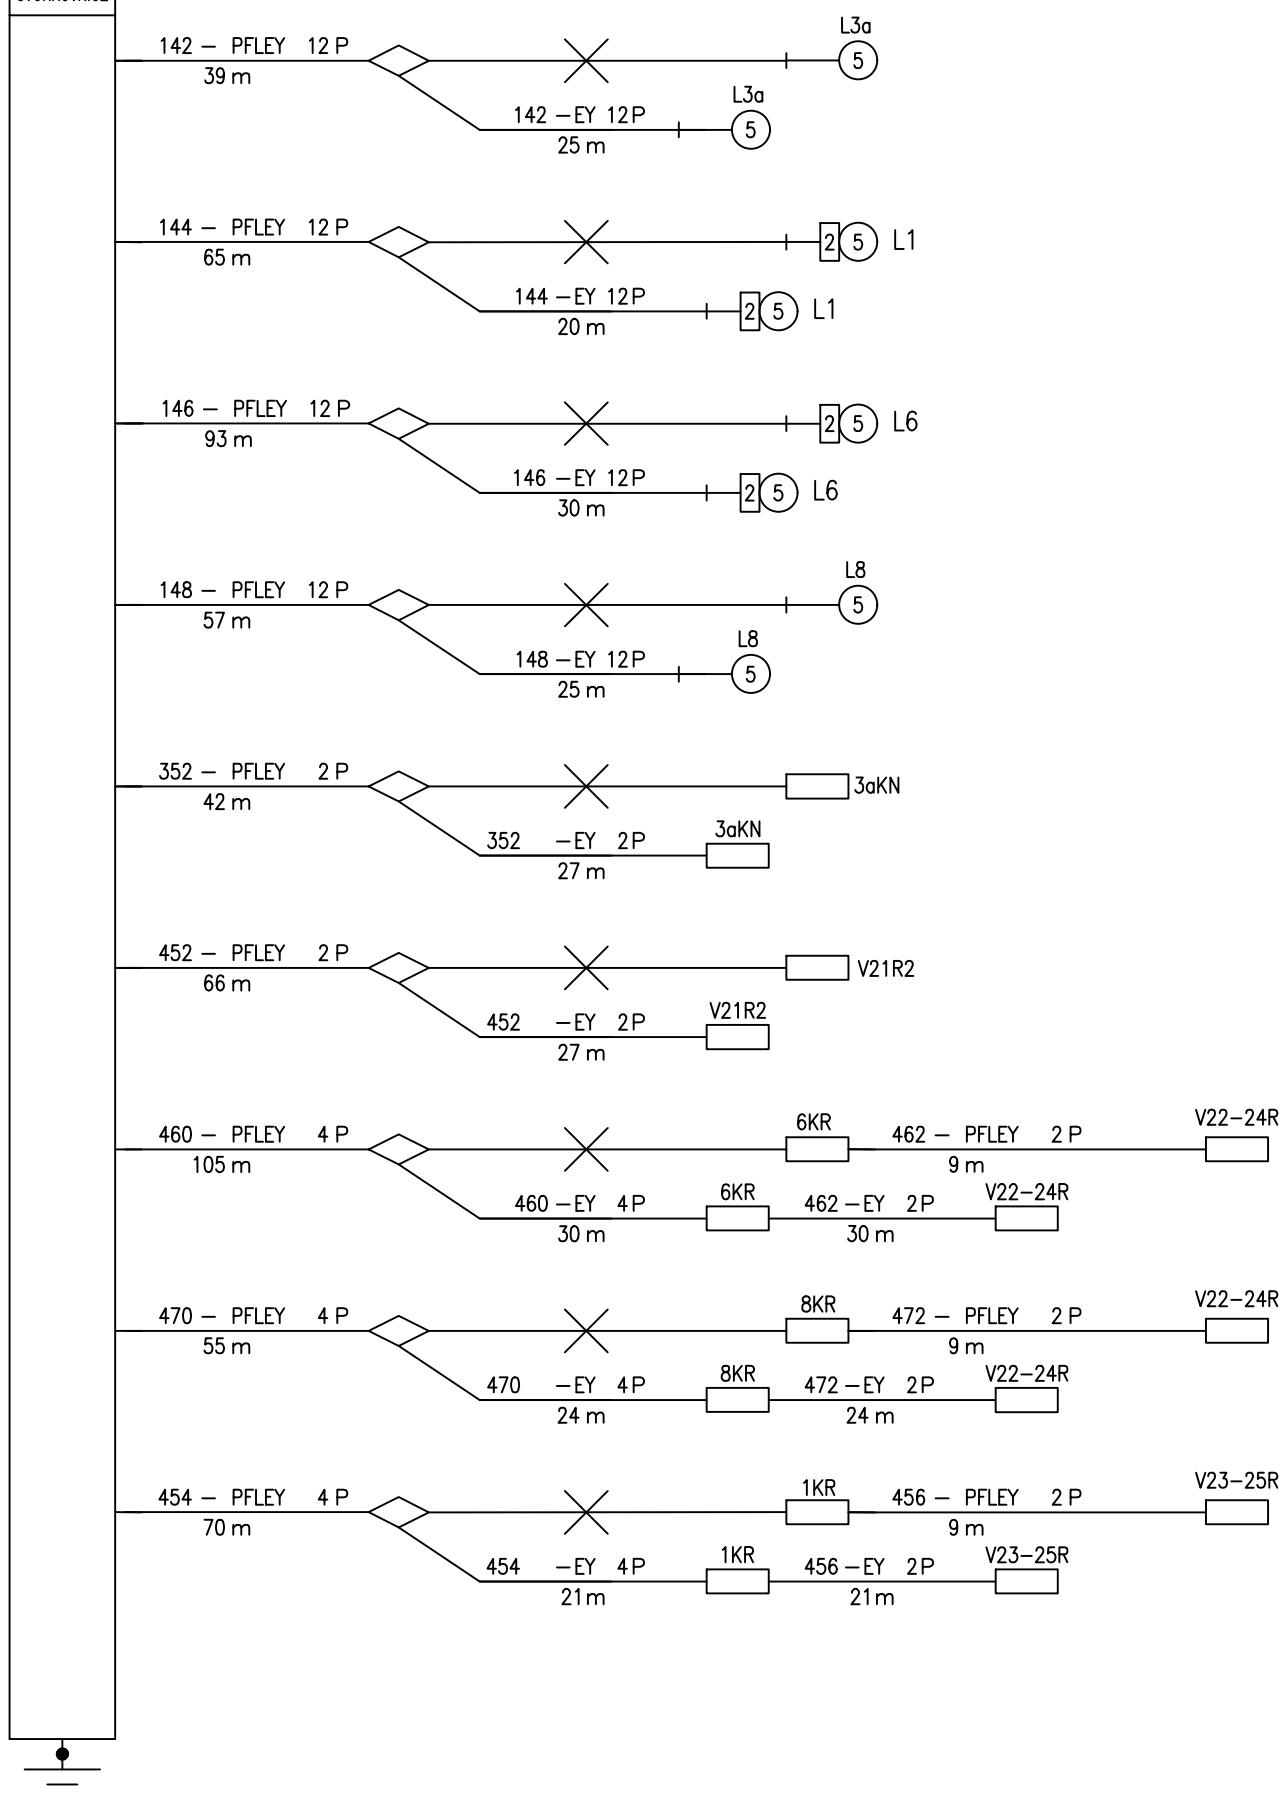 142 – PFLEY 12 P
39 m
L3a
5
142 –EY 12P
25 m
L3a
5
144 – PFLEY 12 P
65 m
2 5 L1
144 –EY 12P
20 m
2 5 L1
146 – PFLEY 12 P
93 m
2 5 L6
146 –EY 12P
30 m
2 5 L6
148 – PFLEY 12 P
57 m
L8
5
148 –EY 12P
25 m
L8
5
352 – PFLEY 2 P
42 m
3aKN
352 –EY 2P
27 m
3aKN
452 – PFLEY 2 P
66 m
V21R2
452 –EY 2P
27 m
V21R2
460 – PFLEY 4 P
105 m
6KR
462 – PFLEY 2 P
9 m
V22–24R
460 –EY 4P
30 m
6KR
462 –EY 2P
30 m
V22–24R
470 – PFLEY 4 P
55 m
8KR
472 – PFLEY 2 P
9 m
V22–24R
470 –EY 4P
24 m
8KR
472 –EY 2P
24 m
V22–24R
454 – PFLEY 4 P
70 m
1KR
456 – PFLEY 2 P
9 m
V23–25R
454 –EY 4P
21m
1KR
456 –EY 2P
21m
V23–25R